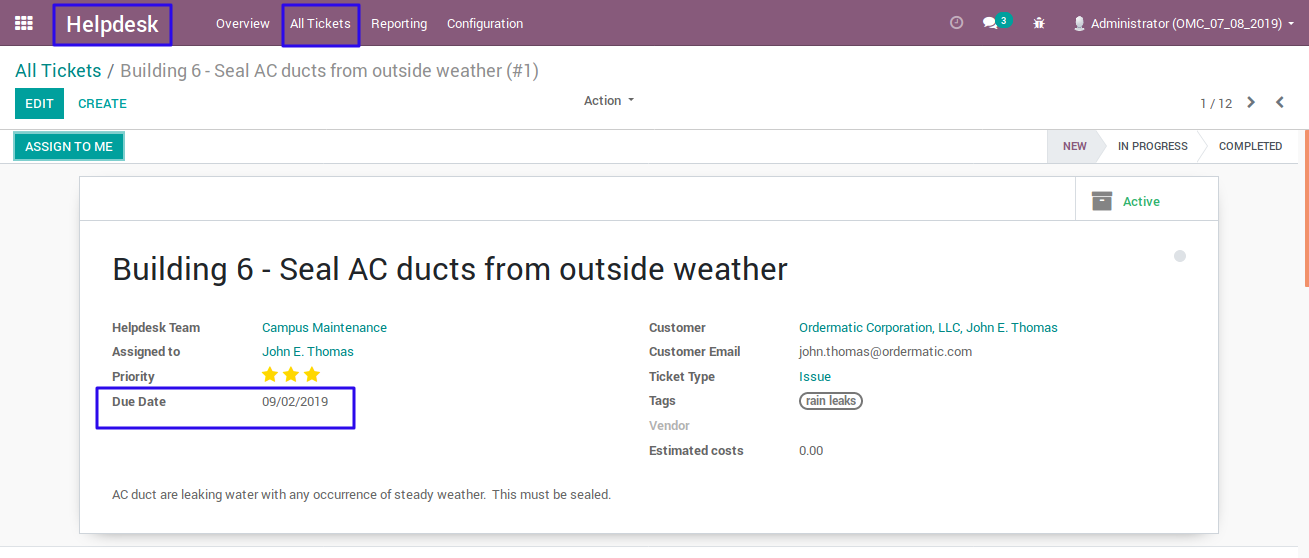 Helpdesk Overview All Tickets Reporting Configuration 3 Administrator (OMC_07_08_2019)
All Tickets / Building 6 - Seal AC ducts from outside weather (#1)
EDIT CREATE Action 1 / 12
ASSIGN TO ME NEW IN PROGRESS COMPLETED
Active
Building 6 - Seal AC ducts from outside weather
Helpdesk Team Campus Maintenance Customer Ordermatic Corporation, LLC, John E. Thomas
Assigned to John E. Thomas Customer Email john.thomas@ordermatic.com
Priority Ticket Type Issue
Due Date 09/02/2019 Tags rain leaks
Vendor
Estimated costs 0.00
AC duct are leaking water with any occurrence of steady weather. This must be sealed.